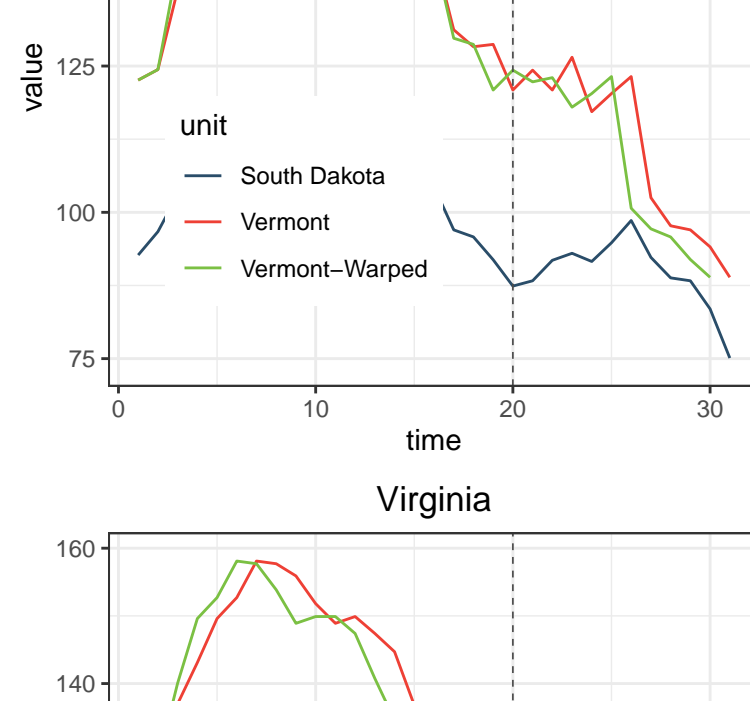 value
125
100
75
unit
South Dakota
Vermont
Vermont−Warped
0 10 20 30
time
Virginia
160
140